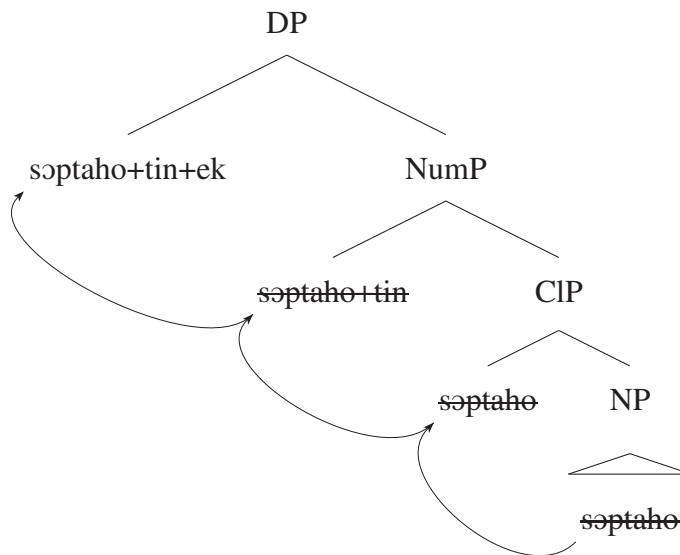 DP
sɔptaho+tin+ek NumP
sɔptaho+tin ClP
sɔptaho NP
sɔptaho